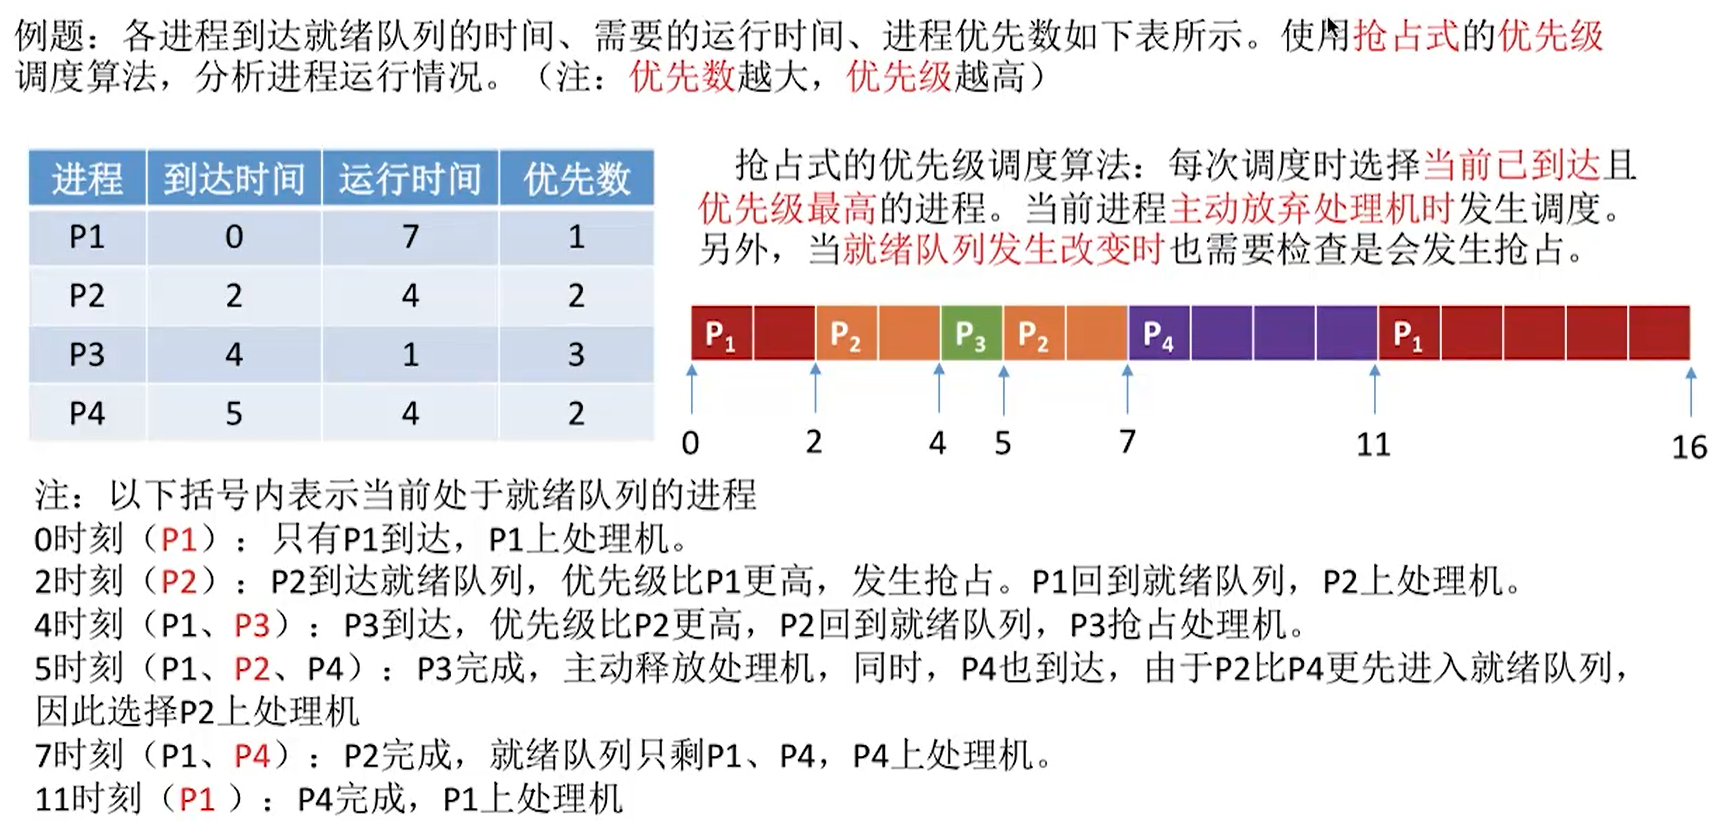 例题：各进程到达就绪队列的时间、需要的运行时间、进程优先数如下表所示。使用抢占式的优先级
调度算法，分析进程运行情况。（注：优先数越大，优先级越高）
进程 到达时间 运行时间 优先数
P1 0 7 1
P2 2 4 2
P3 4 1 3
P4 5 4 2
抢占式的优先级调度算法：每次调度时选择当前已到达且
优先级最高的进程。当前进程主动放弃处理机时发生调度。
另外，当就绪队列发生改变时也需要检查是会发生抢占。
P1 P2 P3 P2 P4 P1
0 2 4 5 7 11 16
注：以下括号内表示当前处于就绪队列的进程
0时刻（P1）：只有P1到达，P1上处理机。
2时刻（P2）：P2到达就绪队列，优先级比P1更高，发生抢占。P1回到就绪队列，P2上处理机。
4时刻（P1、P3）：P3到达，优先级比P2更高，P2回到就绪队列，P3抢占处理机。
5时刻（P1、P2、P4）：P3完成，主动释放处理机，同时，P4也到达，由于P2比P4更先进入就绪队列，
因此选择P2上处理机
7时刻（P1、P4）：P2完成，就绪队列只剩P1、P4，P4上处理机。
11时刻（P1 ）：P4完成，P1上处理机